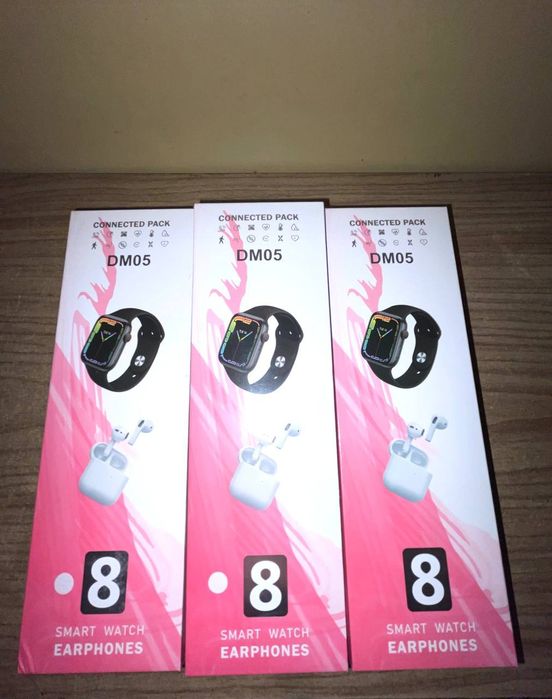 CONNECTED PACK
DM05
8
SMART WATCH
EARPHONES
CONNECTED PACK
DM05
8
SMART WATCH
EARPHONES
CONNECTED PACK
DM05
8
SMART WATCH
EARPHONES